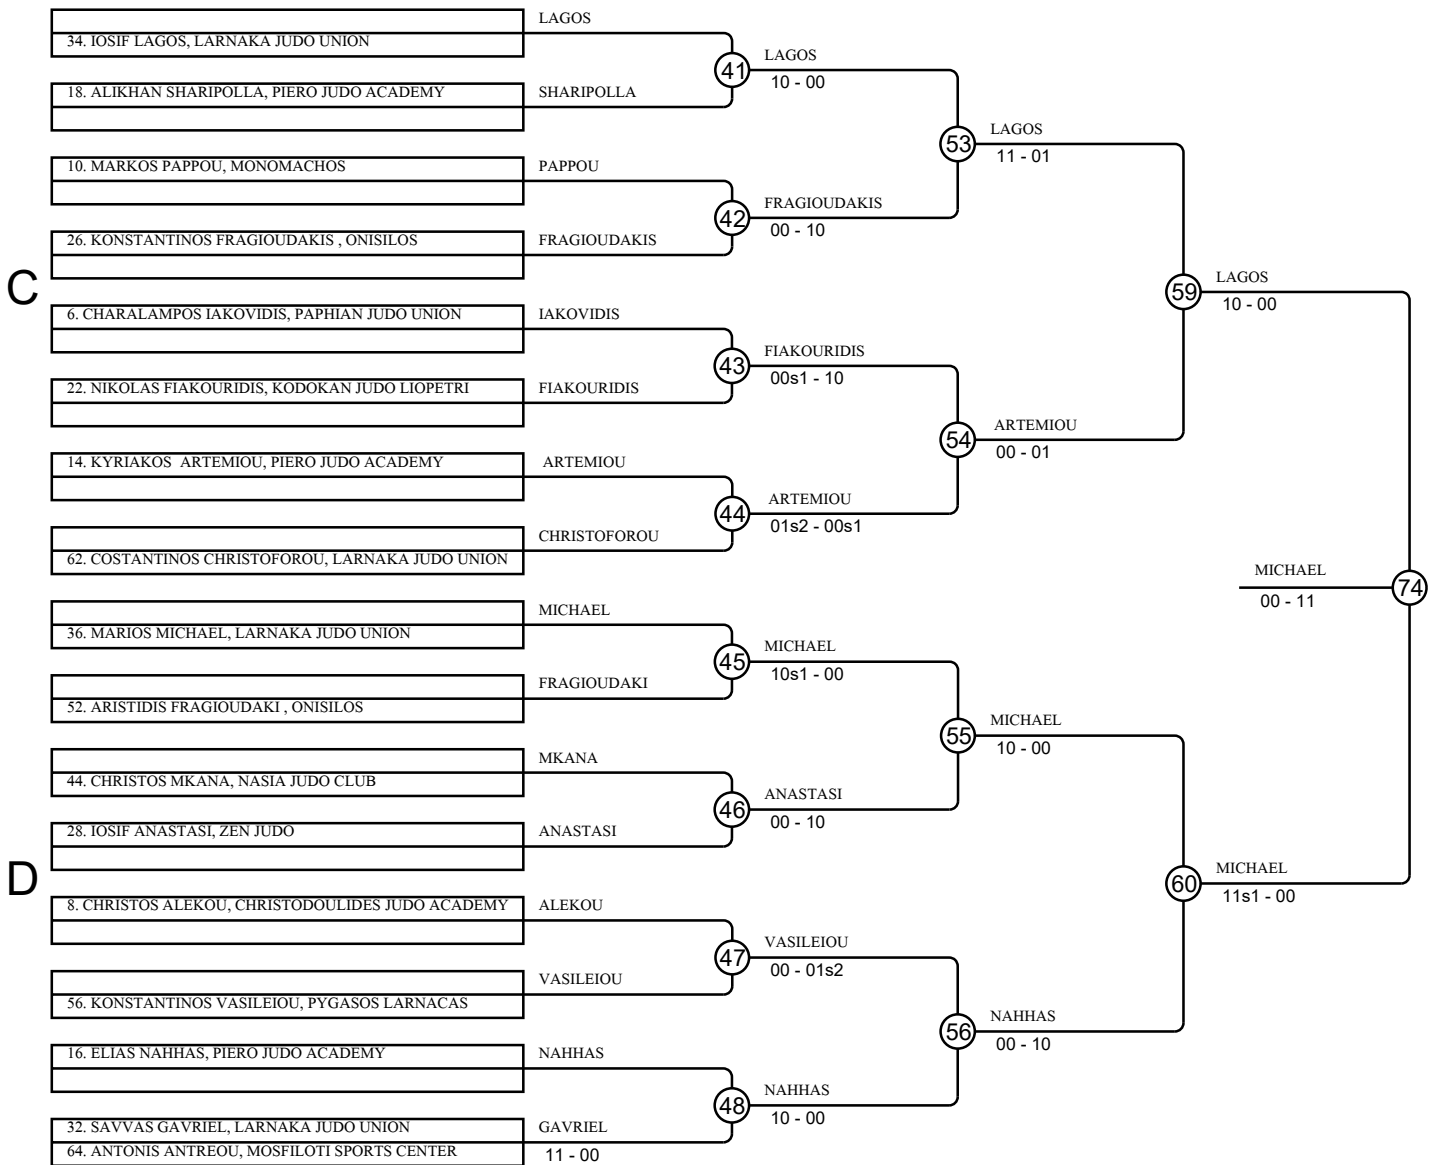 LAGOS
34. IOSIF LAGOS, LARNAKA JUDO UNION
41
LAGOS
10 - 00
18. ALIKHAN SHARIPOLLA, PIERO JUDO ACADEMY
SHARIPOLLA
53
LAGOS
11 - 01
10. MARKOS PAPPOU, MONOMACHOS
PAPPOU
42
FRAGIOUDAKIS
00 - 10
26. KONSTANTINOS FRAGIOUDAKIS , ONISILOS
FRAGIOUDAKIS
C
59
LAGOS
10 - 00
6. CHARALAMPOS IAKOVIDIS, PAPHIAN JUDO UNION
IAKOVIDIS
43
FIAKOURIDIS
00s1 - 10
22. NIKOLAS FIAKOURIDIS, KODOKAN JUDO LIOPETRI
FIAKOURIDIS
54
ARTEMIOU
00 - 01
14. KYRIAKOS  ARTEMIOU, PIERO JUDO ACADEMY
ARTEMIOU
44
ARTEMIOU
01s2 - 00s1
CHRISTOFOROU
62. COSTANTINOS CHRISTOFOROU, LARNAKA JUDO UNION
MICHAEL
00 - 11
74
MICHAEL
36. MARIOS MICHAEL, LARNAKA JUDO UNION
45
MICHAEL
10s1 - 00
FRAGIOUDAKI
52. ARISTIDIS FRAGIOUDAKI , ONISILOS
55
MICHAEL
10 - 00
MKANA
44. CHRISTOS MKANA, NASIA JUDO CLUB
46
ANASTASI
00 - 10
28. IOSIF ANASTASI, ZEN JUDO
ANASTASI
D
60
MICHAEL
11s1 - 00
8. CHRISTOS ALEKOU, CHRISTODOULIDES JUDO ACADEMY
ALEKOU
47
VASILEIOU
00 - 01s2
VASILEIOU
56. KONSTANTINOS VASILEIOU, PYGASOS LARNACAS
56
NAHHAS
00 - 10
16. ELIAS NAHHAS, PIERO JUDO ACADEMY
NAHHAS
48
NAHHAS
10 - 00
32. SAVVAS GAVRIEL, LARNAKA JUDO UNION
GAVRIEL
64. ANTONIS ANTREOU, MOSFILOTI SPORTS CENTER
11 - 00